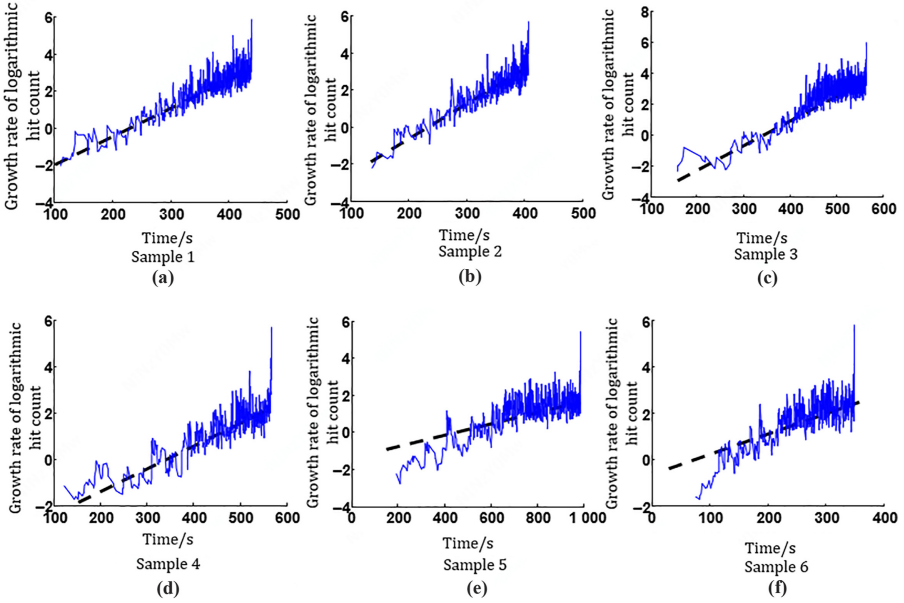 Growth rate of logarithmic
hit count
6
4
2
0
−2
−4
100 200 300 400 500
Time/s
Sample 1
(a)
Growth rate of logarithmic
hit count
6
4
2
0
−2
−4
100 200 300 400 500
Time/s
Sample 2
(b)
Growth rate of logarithmic
hit count
8
6
4
2
0
−2
−4
100 200 300 400 500 600
Time/s
Sample 3
(c)
Growth rate of logarithmic
hit count
6
4
2
0
−2
100 200 300 400 500 600
Time/s
Sample 4
(d)
Growth rate of logarithmic
hit count
6
4
2
0
−2
−4
0 200 400 600 800 1 000
Time/s
Sample 5
(e)
Growth rate of logarithmic
hit count
6
4
2
0
−2
0 100 200 300 400
Time/s
Sample 6
(f)